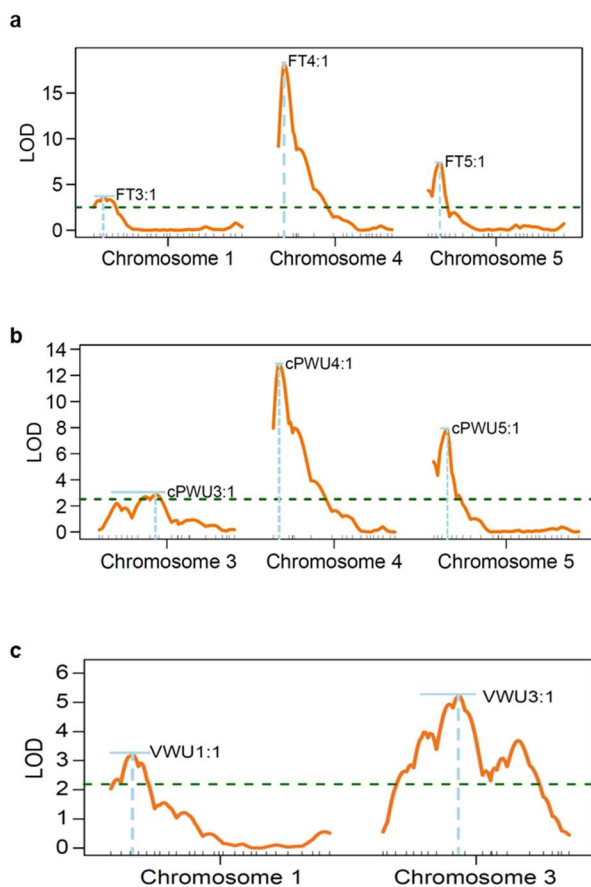 a
FT4:1
15
10
5
0
LOD
FT3:1
FT5:1
Chromosome 1 Chromosome 4 Chromosome 5
b
14
12
10
8
6
4
2
0
LOD
cPWU4:1
cPWU5:1
cPWU3:1
Chromosome 3 Chromosome 4 Chromosome 5
c
6
5
4
3
2
1
0
LOD
VWU3:1
VWU1:1
Chromosome 1 Chromosome 3